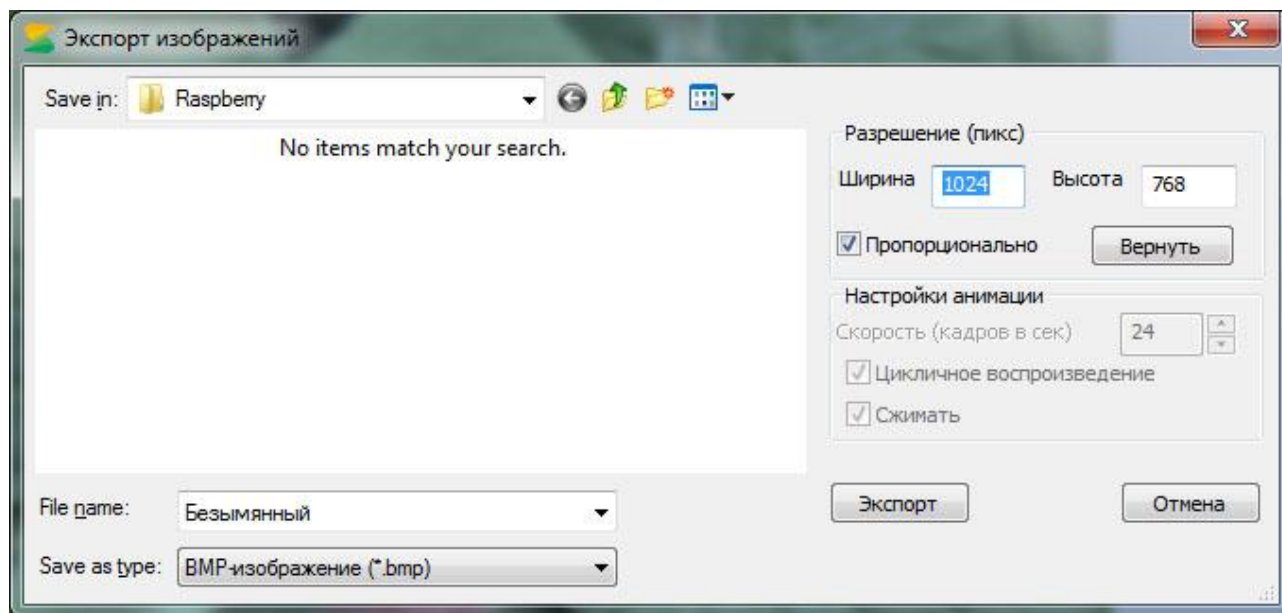 Экспорт изображений
Save in: Raspberry
No items match your search.
Разрешение (пикс)
Ширина 1024 Высота 768
Пропорционально Вернуть
Настройки анимации
Скорость (кадров в сек) 24
Цикличное воспроизведение
Сжимать
File name: Безымянный
Экспорт Отмена
Save as type: BMP-изображение (*.bmp)